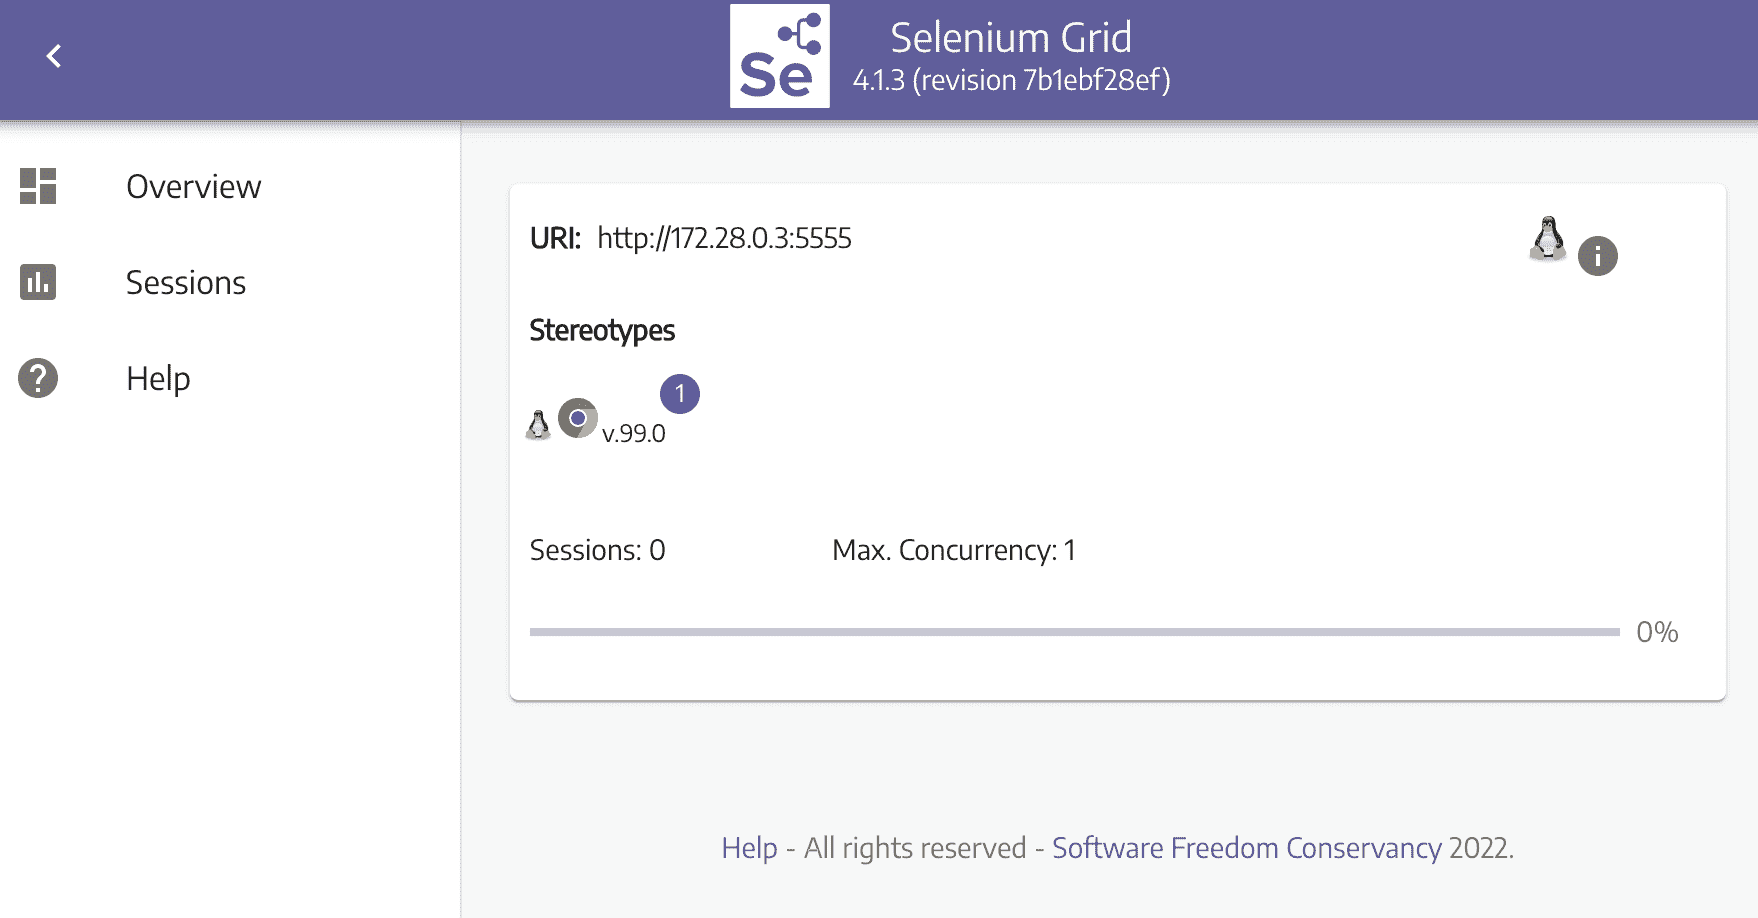 Se
Selenium Grid
4.1.3 (revision 7b1ebf28ef)
Overview
Sessions
Help
URI: http://172.28.0.3:5555
Stereotypes
1
v.99.0
Sessions: 0 Max. Concurrency: 1
0%
Help - All rights reserved - Software Freedom Conservancy 2022.